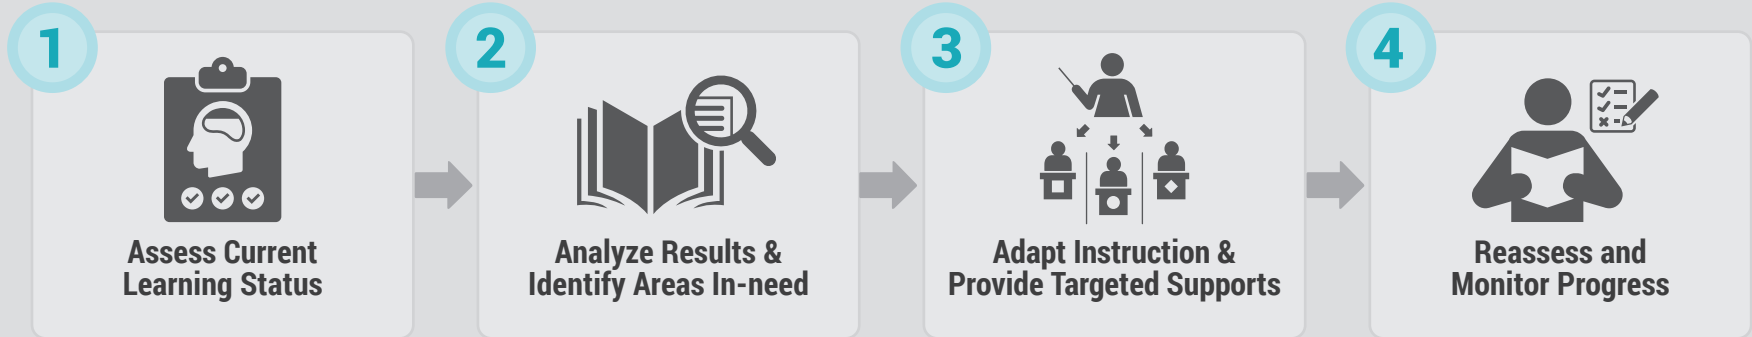 1
Assess Current
Learning Status
2
Analyze Results &
Identify Areas In-need
3
Adapt Instruction &
Provide Targeted Supports
4
Reassess and
Monitor Progress